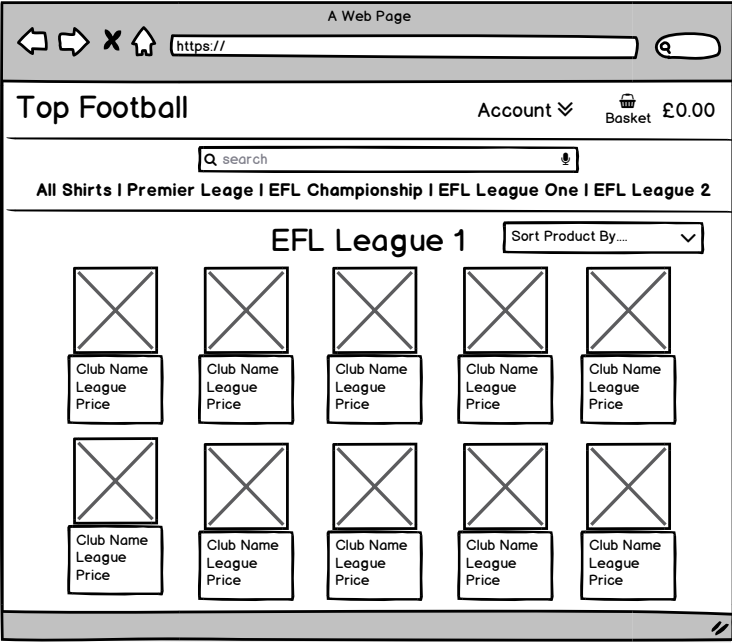 A Web Page
https://
Top Football
Account
Basket
£0.00
search
All Shirts | Premier Leage | EFL Championship | EFL League One | EFL League 2
EFL League 1
Sort Product By....
Club Name Club Name Club Name Club Name Club Name
League League League League League
Price Price Price Price Price
Club Name Club Name Club Name Club Name Club Name
League League League League League
Price Price Price Price Price